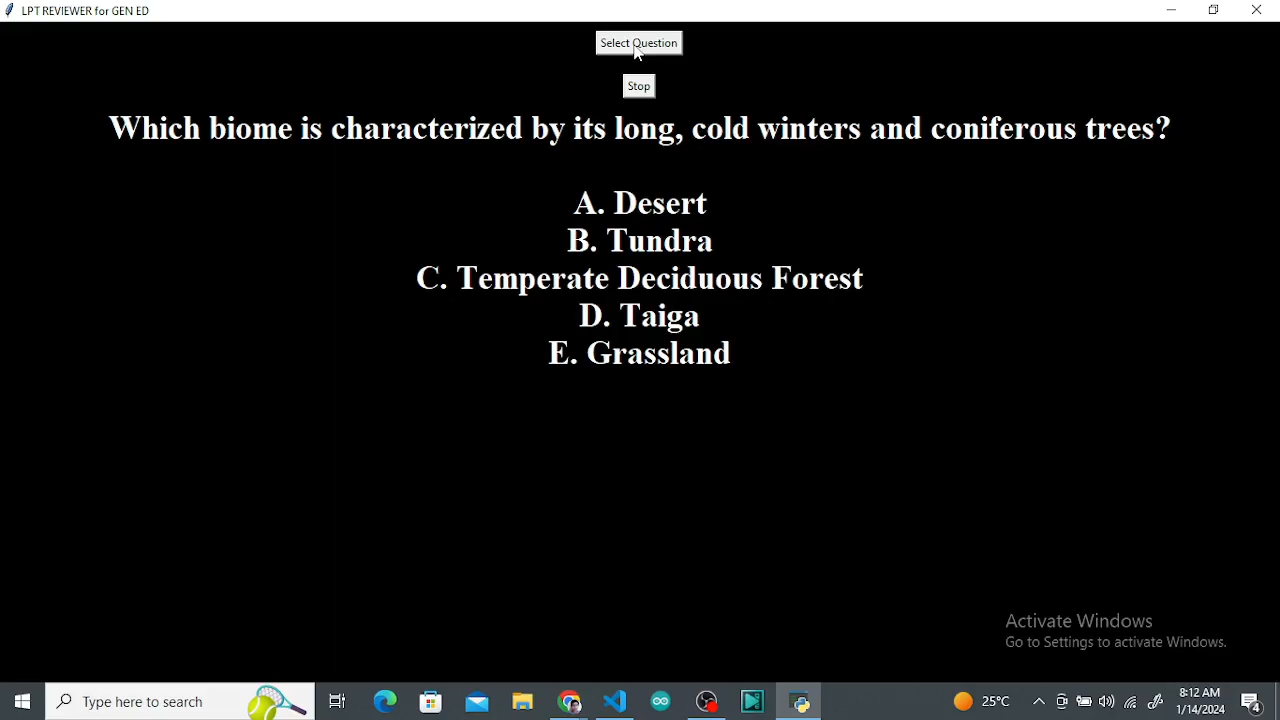 LPT REVIEWER for GEN ED
Select Question
Stop
Which biome is characterized by its long, cold winters and coniferous trees?
A. Desert
B. Tundra
C. Temperate Deciduous Forest
D. Taiga
E. Grassland
Activate Windows
Go to Settings to activate Windows.
Type here to search
25°C
8:12 AM
1/14/2024
4